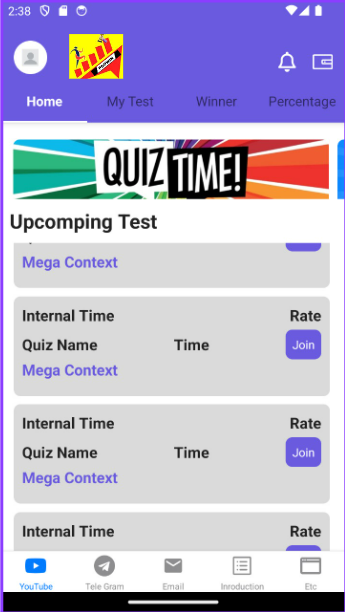 2:38
Home My Test Winner Percentage
QUIZ TIME!
Upcomping Test
Mega Context
Internal Time Rate
Quiz Name Time Join
Mega Context
Internal Time Rate
Quiz Name Time Join
Mega Context
Internal Time Rate
YouTube Tele Gram Email Inroduction Etc